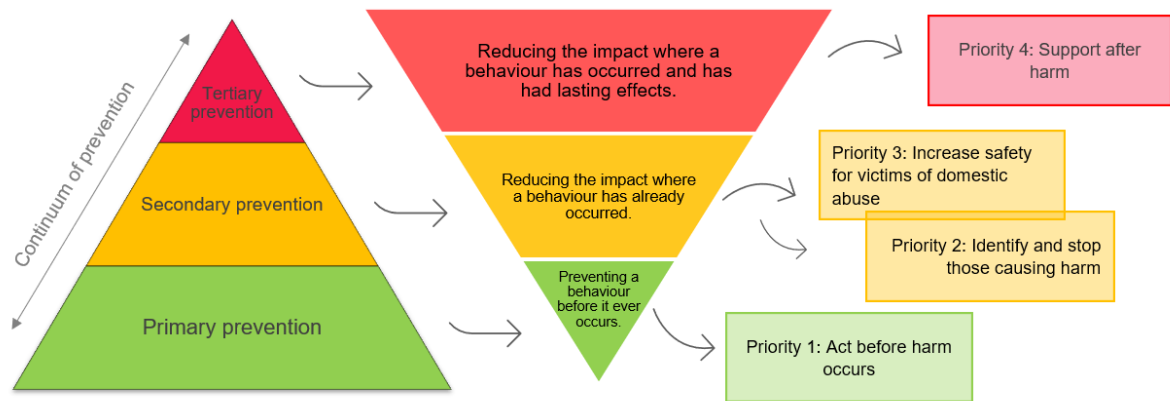 Continuum of prevention
Tertiary
prevention
Secondary prevention
Primary prevention
Reducing the impact where a
behaviour has occurred and has
had lasting effects.
Reducing the impact where
a behaviour has already
occurred.
Preventing a
behaviour
before it ever
occurs.
Priority 4: Support after
harm
Priority 3: Increase safety
for victims of domestic
abuse
Priority 2: Identify and stop
those causing harm
Priority 1: Act before harm
occurs